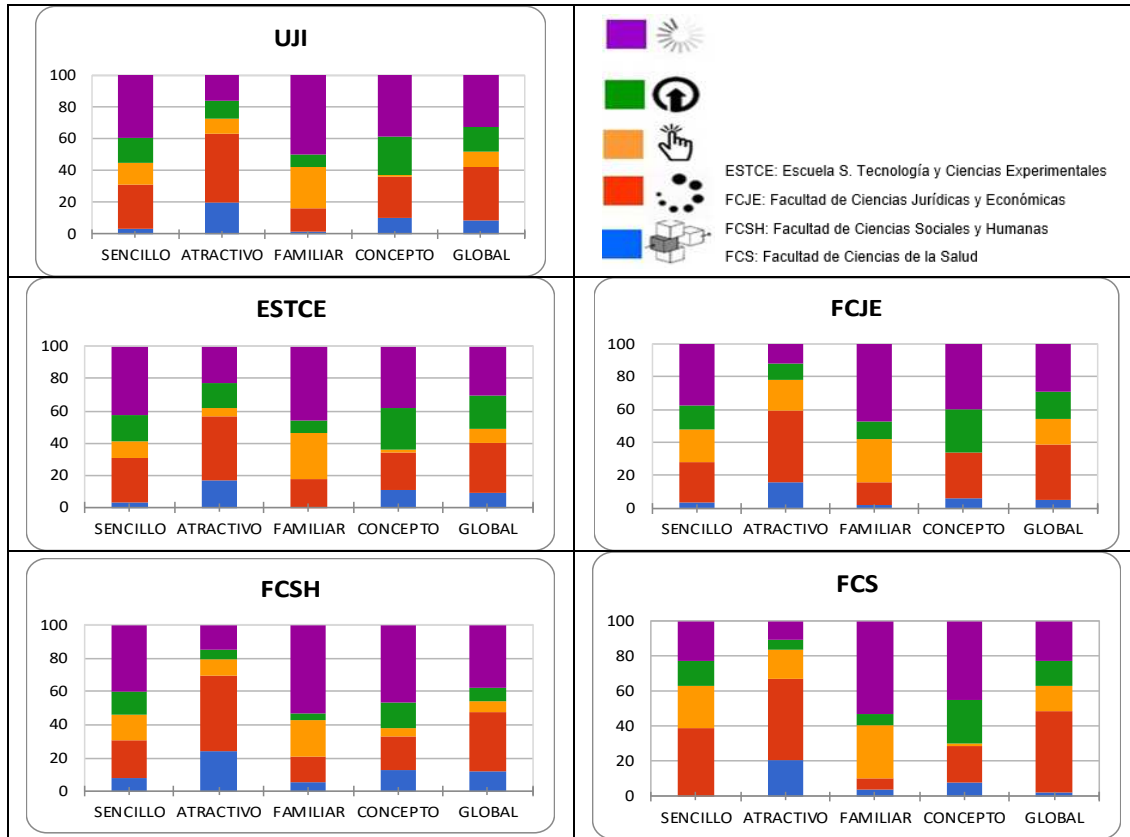 UJI
100
80
60
40
20
0
SENCILLO ATRACTIVO FAMILIAR CONCEPTO GLOBAL
ESTCE: Escuela S. Tecnología y Ciencias Experimentales
FCJE: Facultad de Ciencias Jurídicas y Económicas
FCSH: Facultad de Ciencias Sociales y Humanas
FCS: Facultad de Ciencias de la Salud
ESTCE
100
80
60
40
20
0
SENCILLO ATRACTIVO FAMILIAR CONCEPTO GLOBAL
FCJE
100
80
60
40
20
0
SENCILLO ATRACTIVO FAMILIAR CONCEPTO GLOBAL
FCSH
100
80
60
40
20
0
SENCILLO ATRACTIVO FAMILIAR CONCEPTO GLOBAL
FCS
100
80
60
40
20
0
SENCILLO ATRACTIVO FAMILIAR CONCEPTO GLOBAL